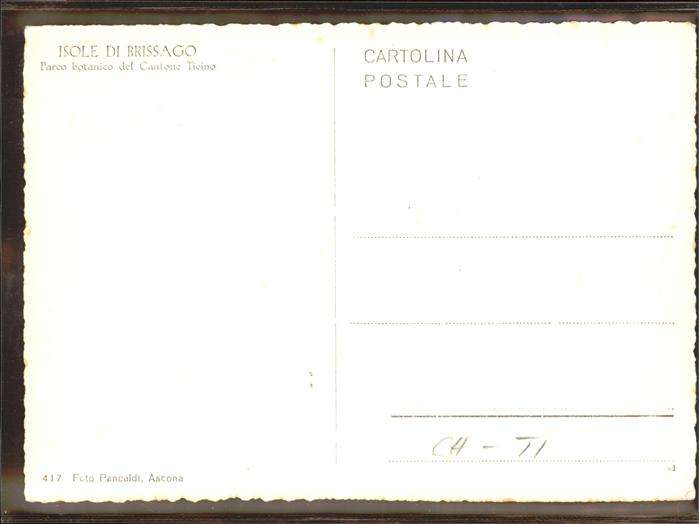 ISOLE DI BRISSAGO
Parco botanico del Cantone Ticino
CARTOLINA
POSTALE
CH - TI
417 Foto Pancaldi, Ascona